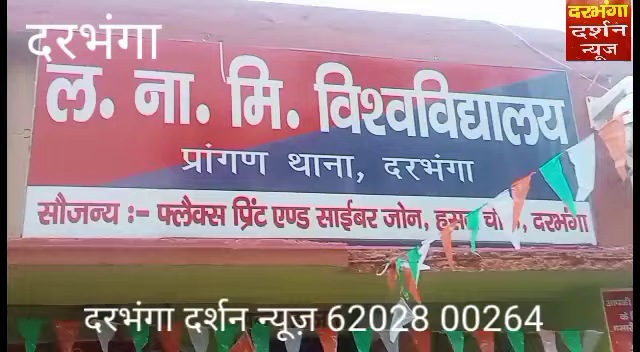 दरभंगा
दरभंगा
दर्शन
न्यूज
ल. ना. मि. विश्वविद्यालय
प्रांगण थाना, दरभंगा
सौजन्य :- फ्लैक्स प्रिंट एण्ड साईबर जोन, दरभंगा
दरभंगा दर्शन न्यूज़ 62028 00264